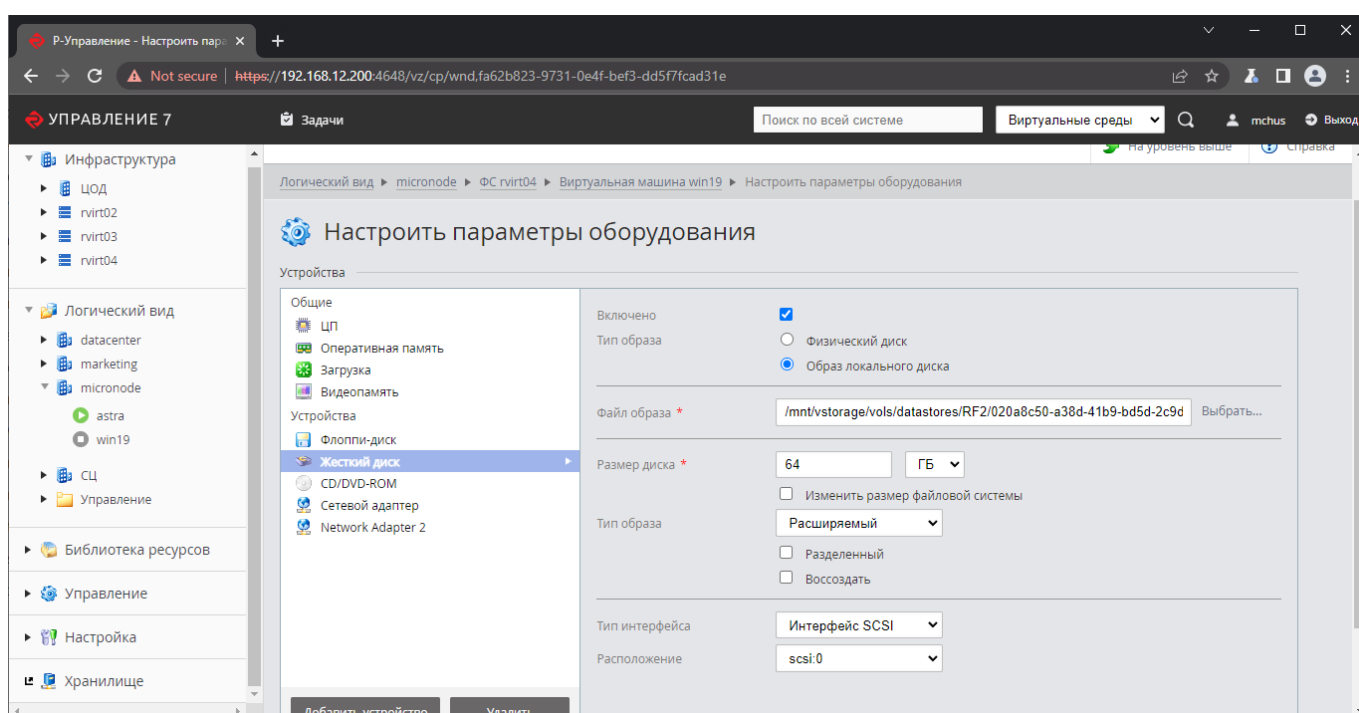 Р-Управление - Настроить пара
Not secure https://192.168.12.200:4648/vz/cp/wnd,fa62b823-9731-0e4f-bef3-dd5f7fcad31e
УПРАВЛЕНИЕ 7
Задачи
Поиск по всей системе
Виртуальные среды
mchus
Выход
На уровень выше
Справка
Инфраструктура
ЦОД
rvirt02
rvirt03
rvirt04
Логический вид
datacenter
marketing
micronode
astra
win19
СЦ
Управление
Библиотека ресурсов
Управление
Настройка
Хранилище
Логический вид micronode ФС rvirt04 Виртуальная машина win19 Настроить параметры оборудования
Настроить параметры оборудования
Устройства
Общие
ЦП
Оперативная память
Загрузка
Видеопамять
Устройства
Флоппи-диск
Жесткий диск
CD/DVD-ROM
Сетевой адаптер
Network Adapter 2
Добавить устройство
Удалить
Включено
Тип образа
Физический диск
Образ локального диска
Файл образа * /mnt/vstorage/vols/datastores/RF2/020a8c50-a38d-41b9-bd5d-2c9d Выбрать...
Размер диска * 64 ГБ
Изменить размер файловой системы
Тип образа Расширяемый
Разделенный
Воссоздать
Тип интерфейса Интерфейс SCSI
Расположение scsi:0